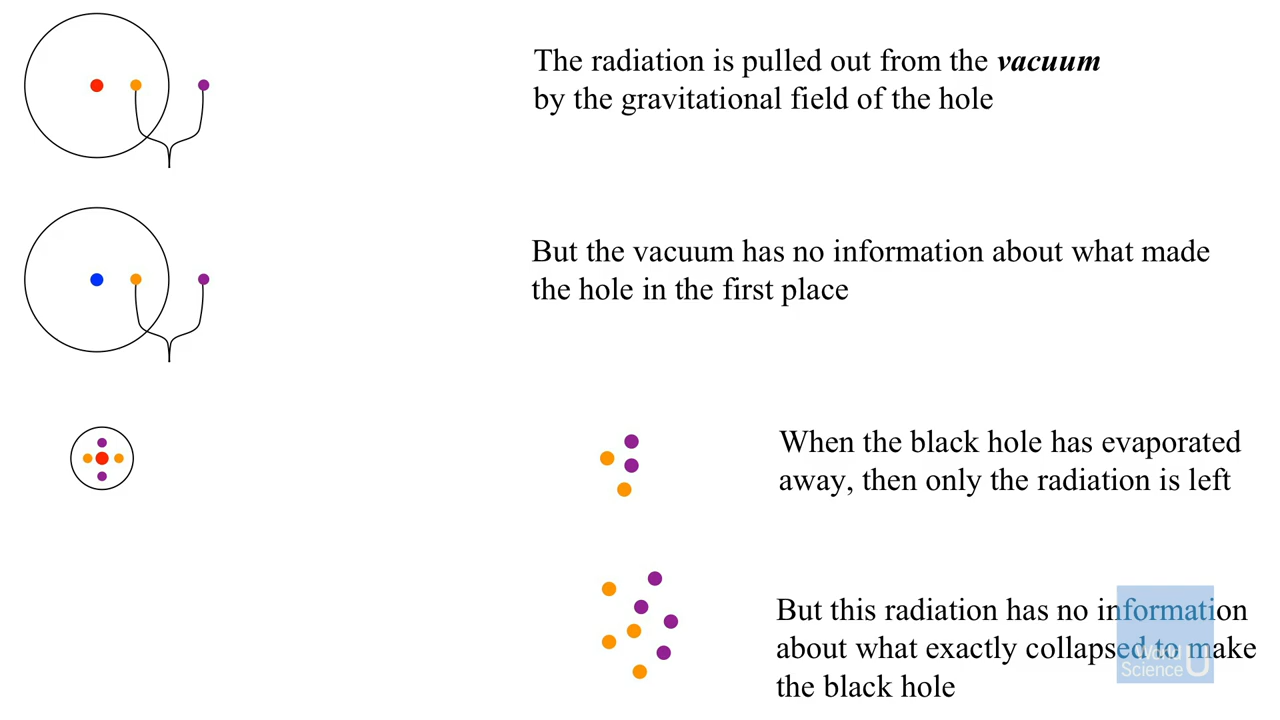 The radiation is pulled out from the vacuum
by the gravitational field of the hole
But the vacuum has no information about what made
the hole in the first place
When the black hole has evaporated
away, then only the radiation is left
But this radiation has no information
about what exactly collapsed to make
the black hole
World
Science U